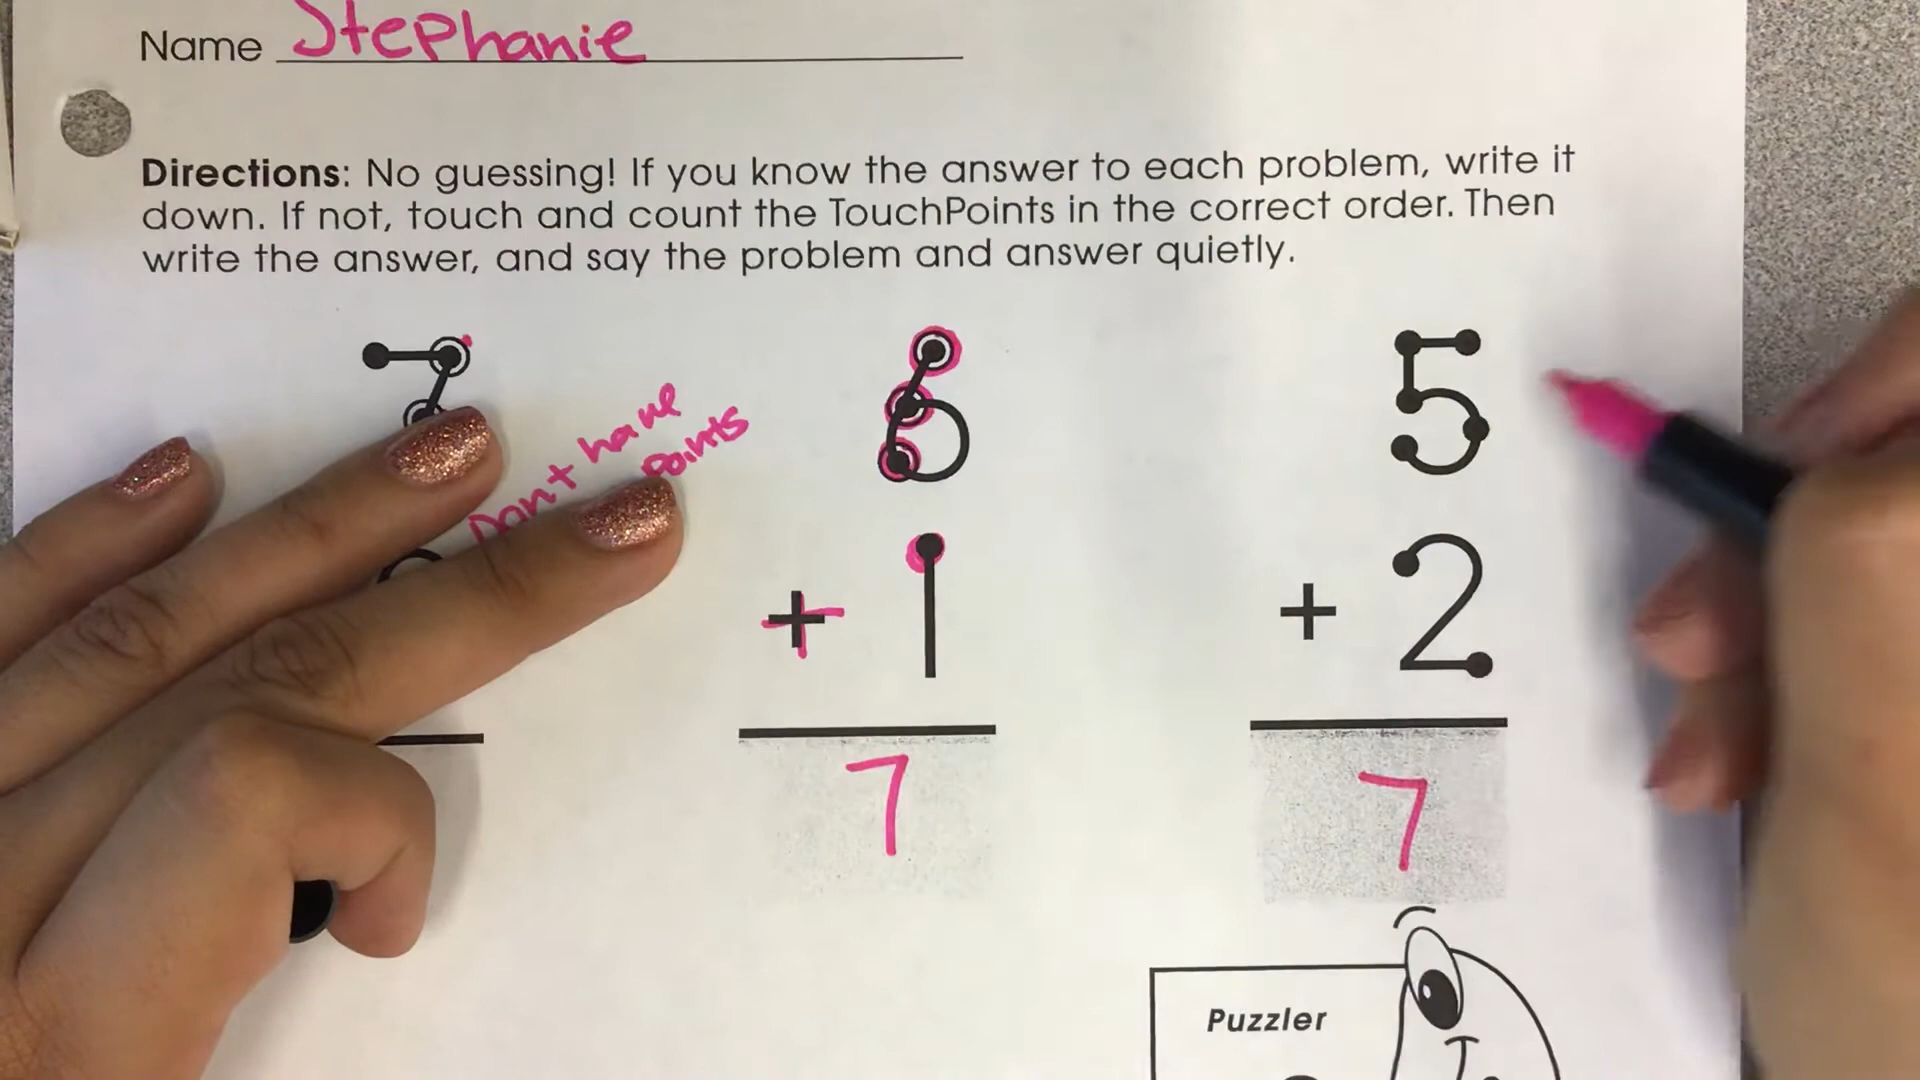 Name Stephanie
Directions: No guessing! If you know the answer to each problem, write it
down. If not, touch and count the TouchPoints in the correct order. Then
write the answer, and say the problem and answer quietly.
7 6 5
Don't have
points
+ 1 + 2
7 7
Puzzler